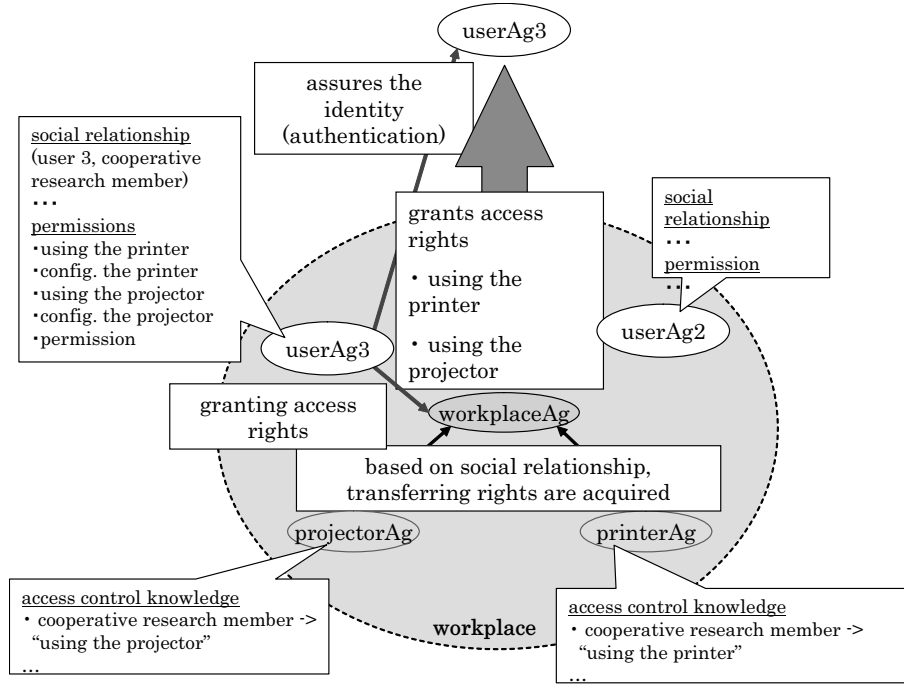 userAg3
assures the
identity
(authentication)
social relationship
(user 3, cooperative
research member)
…
permissions
・using the printer
・config. the printer
・using the projector
・config. the projector
・permission
grants access
rights
・using the
printer
・using the
projector
social
relationship
…
permission
…
userAg3
userAg2
granting access
rights
workplaceAg
based on social relationship,
transferring rights are acquired
projectorAg
printerAg
access control knowledge
・cooperative research member ->
“using the projector”
...
workplace
access control knowledge
・cooperative research member ->
“using the printer”
...